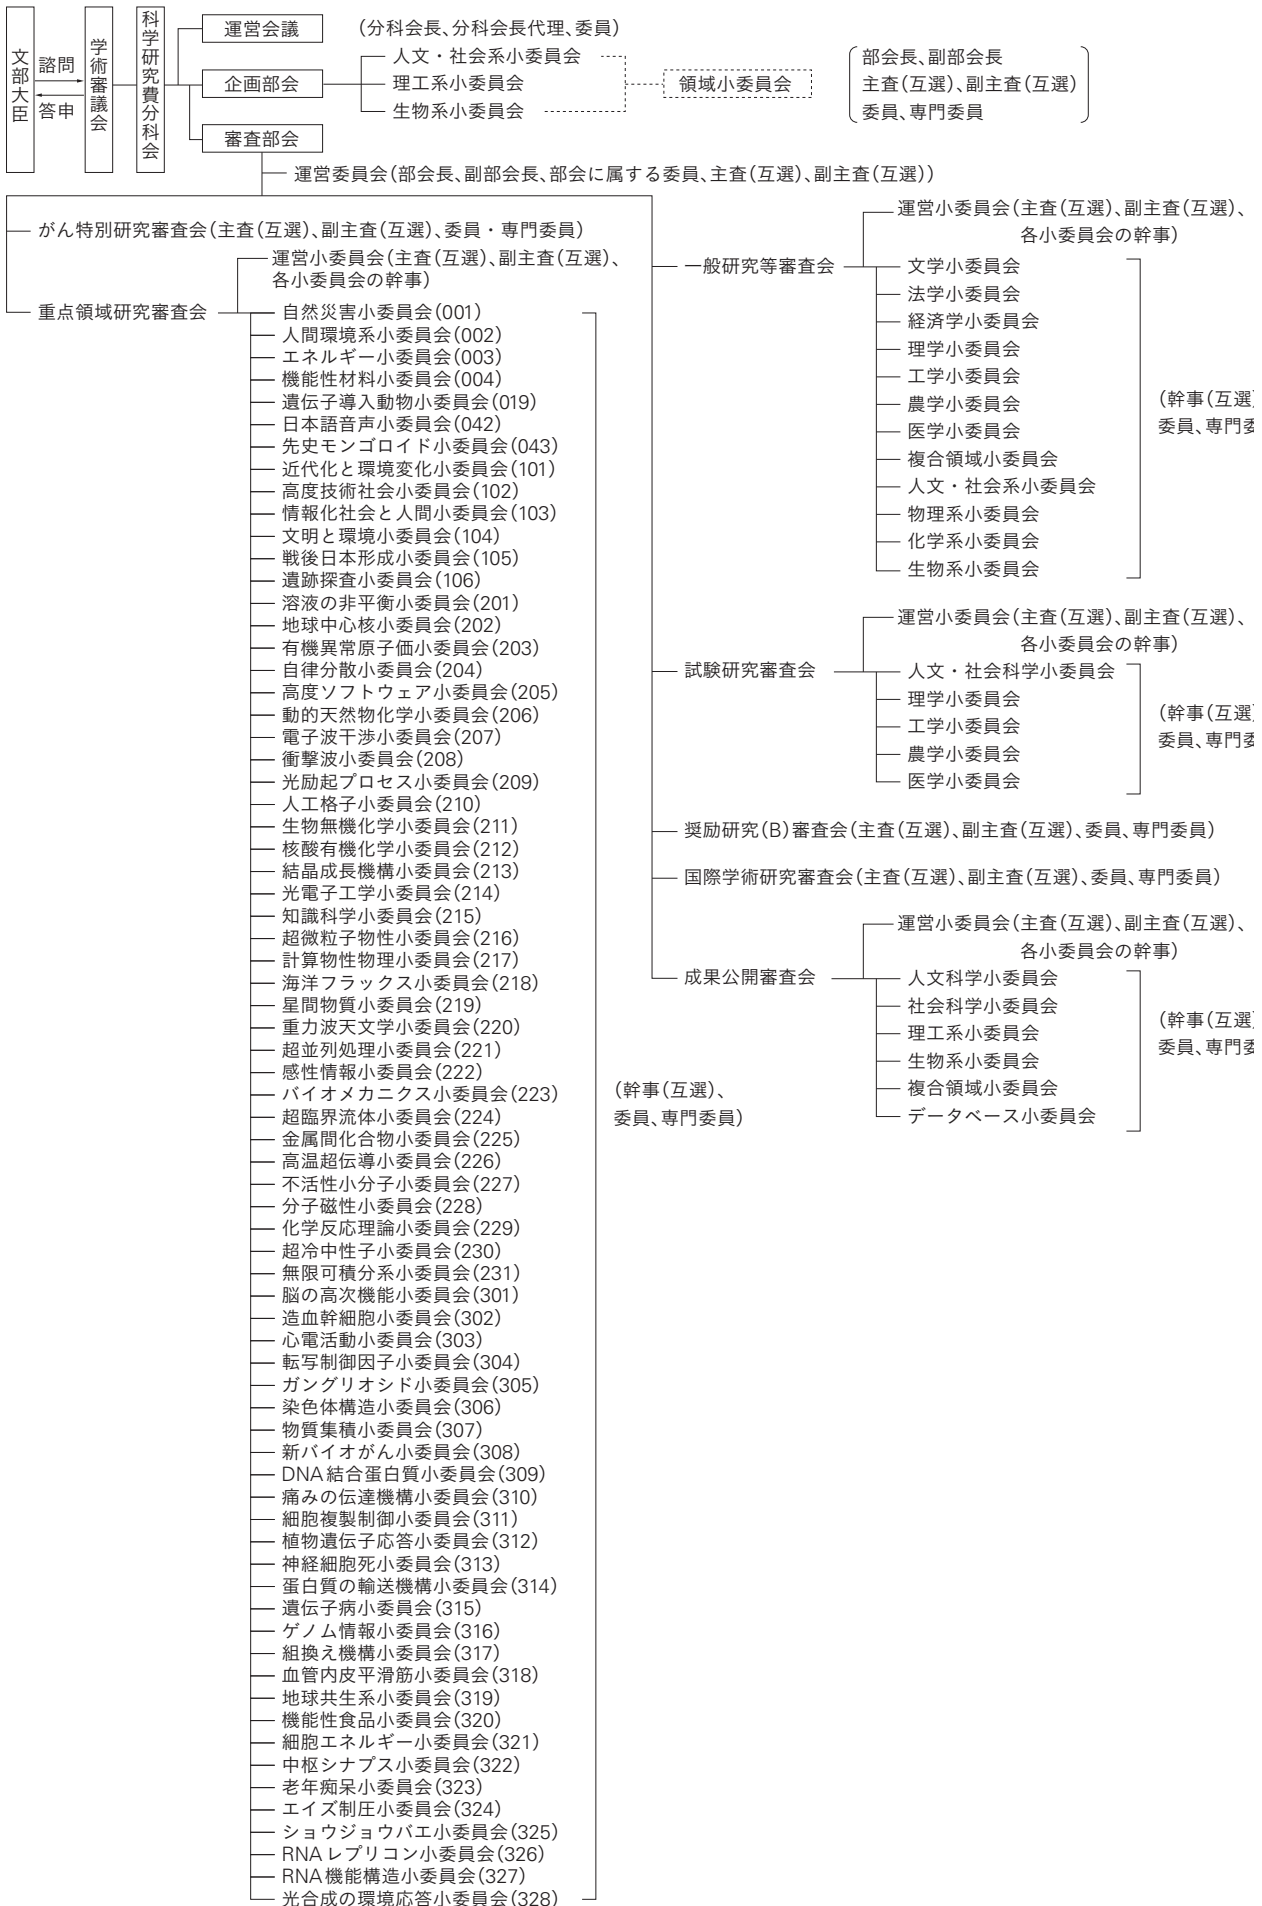 文部大臣
諮問
答申
学術審議会
科学研究費分科会
運営会議
(分科会長、分科会長代理、委員)
企画部会
人文・社会系小委員会
理工系小委員会
生物系小委員会
領域小委員会
部会長、副部会長
主査(互選)、副主査(互選)
委員、専門委員
審査部会
運営委員会(部会長、副部会長、部会に属する委員、主査(互選)、副主査(互選))
がん特別研究審査会(主査(互選)、副主査(互選)、委員・専門委員)
重点領域研究審査会
運営小委員会(主査(互選)、副主査(互選)、
各小委員会の幹事)
自然災害小委員会(001)
人間環境系小委員会(002)
エネルギー小委員会(003)
機能性材料小委員会(004)
遺伝子導入動物小委員会(019)
日本語音声小委員会(042)
先史モンゴロイド小委員会(043)
近代化と環境変化小委員会(101)
高度技術社会小委員会(102)
情報化社会と人間小委員会(103)
文明と環境小委員会(104)
戦後日本形成小委員会(105)
遺跡探査小委員会(106)
溶液の非平衡小委員会(201)
地球中心核小委員会(202)
有機異常原子価小委員会(203)
自律分散小委員会(204)
高度ソフトウェア小委員会(205)
動的天然物化学小委員会(206)
電子波干渉小委員会(207)
衝撃波小委員会(208)
光励起プロセス小委員会(209)
人工格子小委員会(210)
生物無機化学小委員会(211)
核酸有機化学小委員会(212)
結晶成長機構小委員会(213)
光電子工学小委員会(214)
知識科学小委員会(215)
超微粒子物性小委員会(216)
計算物性物理小委員会(217)
海洋フラックス小委員会(218)
星間物質小委員会(219)
重力波天文学小委員会(220)
超並列処理小委員会(221)
感性情報小委員会(222)
バイオメカニクス小委員会(223)
超臨界流体小委員会(224)
金属間化合物小委員会(225)
高温超伝導小委員会(226)
不活性小分子小委員会(227)
分子磁性小委員会(228)
化学反応理論小委員会(229)
超冷中性子小委員会(230)
無限可積分系小委員会(231)
脳の高次機能小委員会(301)
造血幹細胞小委員会(302)
心電活動小委員会(303)
転写制御因子小委員会(304)
ガングリオシド小委員会(305)
染色体構造小委員会(306)
物質集積小委員会(307)
新バイオがん小委員会(308)
DNA結合蛋白質小委員会(309)
痛みの伝達機構小委員会(310)
細胞複製制御小委員会(311)
植物遺伝子応答小委員会(312)
神経細胞死小委員会(313)
蛋白質の輸送機構小委員会(314)
遺伝子病小委員会(315)
ゲノム情報小委員会(316)
組換え機構小委員会(317)
血管内皮平滑筋小委員会(318)
地球共生系小委員会(319)
機能性食品小委員会(320)
細胞エネルギー小委員会(321)
中枢シナプス小委員会(322)
老年痴呆小委員会(323)
エイズ制圧小委員会(324)
ショウジョウバエ小委員会(325)
RNAレプリコン小委員会(326)
RNA機能構造小委員会(327)
光合成の環境応答小委員会(328)
(幹事(互選)、
委員、専門委員)
一般研究等審査会
運営小委員会(主査(互選)、副主査(互選)、
各小委員会の幹事)
文学小委員会
法学小委員会
経済学小委員会
理学小委員会
工学小委員会
農学小委員会
医学小委員会
複合領域小委員会
人文・社会系小委員会
物理系小委員会
化学系小委員会
生物系小委員会
(幹事(互選)
委員、専門委
試験研究審査会
運営小委員会(主査(互選)、副主査(互選)、
各小委員会の幹事)
人文・社会科学小委員会
理学小委員会
工学小委員会
農学小委員会
医学小委員会
(幹事(互選)
委員、専門委
奨励研究(B)審査会(主査(互選)、副主査(互選)、委員、専門委員)
国際学術研究審査会(主査(互選)、副主査(互選)、委員、専門委員)
成果公開審査会
運営小委員会(主査(互選)、副主査(互選)、
各小委員会の幹事)
人文科学小委員会
社会科学小委員会
理工系小委員会
生物系小委員会
複合領域小委員会
データベース小委員会
(幹事(互選)
委員、専門委